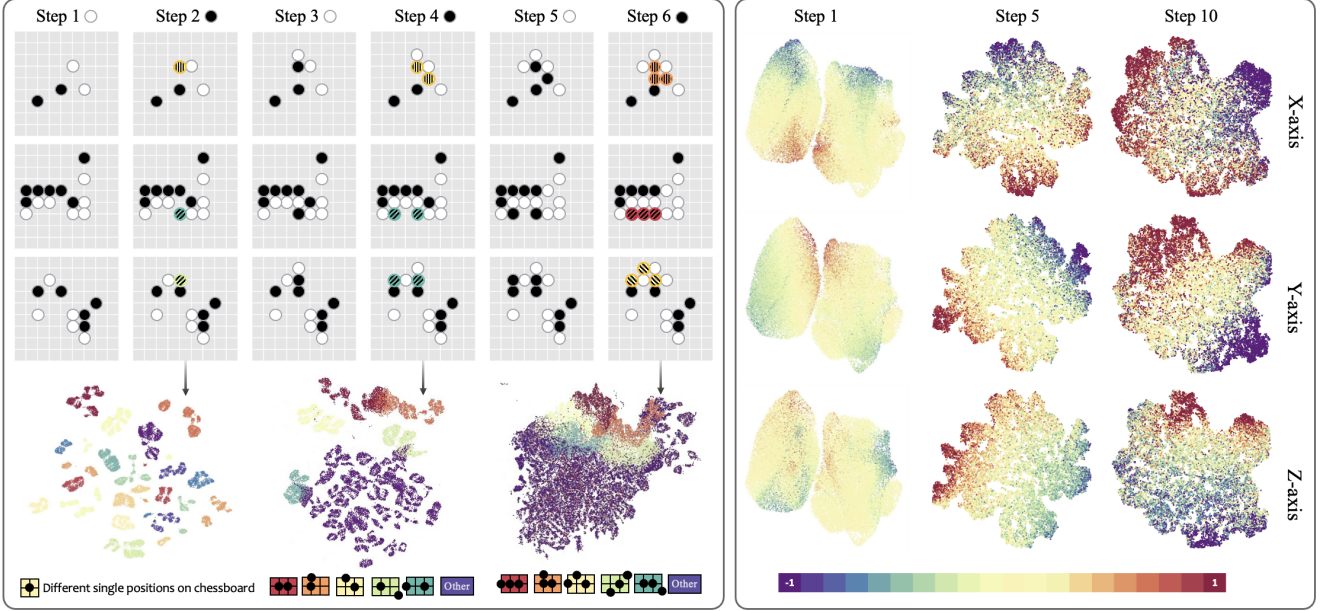 Step 1
Step 2
Step 3
Step 4
Step 5
Step 6
Different single positions on chessboard
Other
Other
Step 1
Step 5
Step 10
X-axis
Y-axis
Z-axis
-1
1